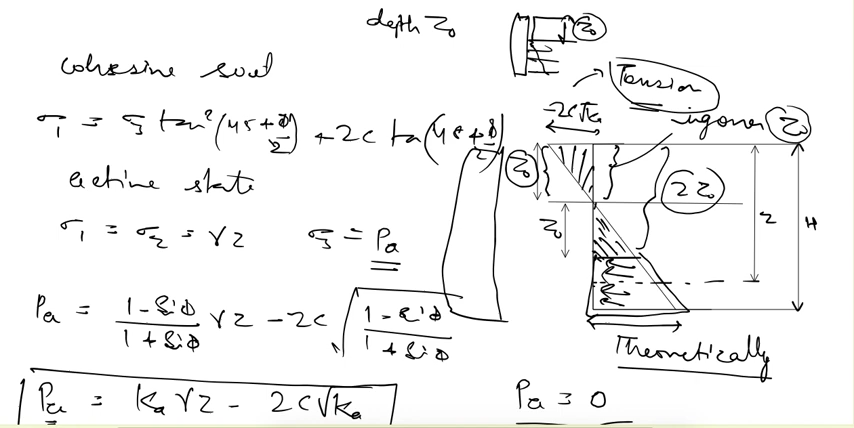 depth Z₀
Z₀
cohesive soil
σ₁ = σ₃ tan²(45+ϕ/2) + 2c tan(45+ϕ/2)
active state
σ₁ = σz = γz   σ₃ = Pa
Pa = (1-Sinϕ)/(1+Sinϕ) γz - 2c √((1-Sinϕ)/(1+Sinϕ))
Pa = ka γz - 2c√ka
Tension
-2c√ka
Z₀
Z₀
2Z₀
Z₀
z
H
Theoretically
Pa = 0